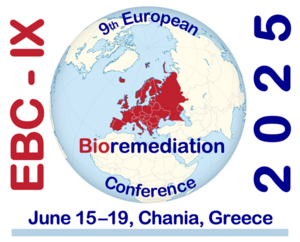 EBC - IX
9th European
Bioremediation
Conference
2025
June 15–19, Chania, Greece